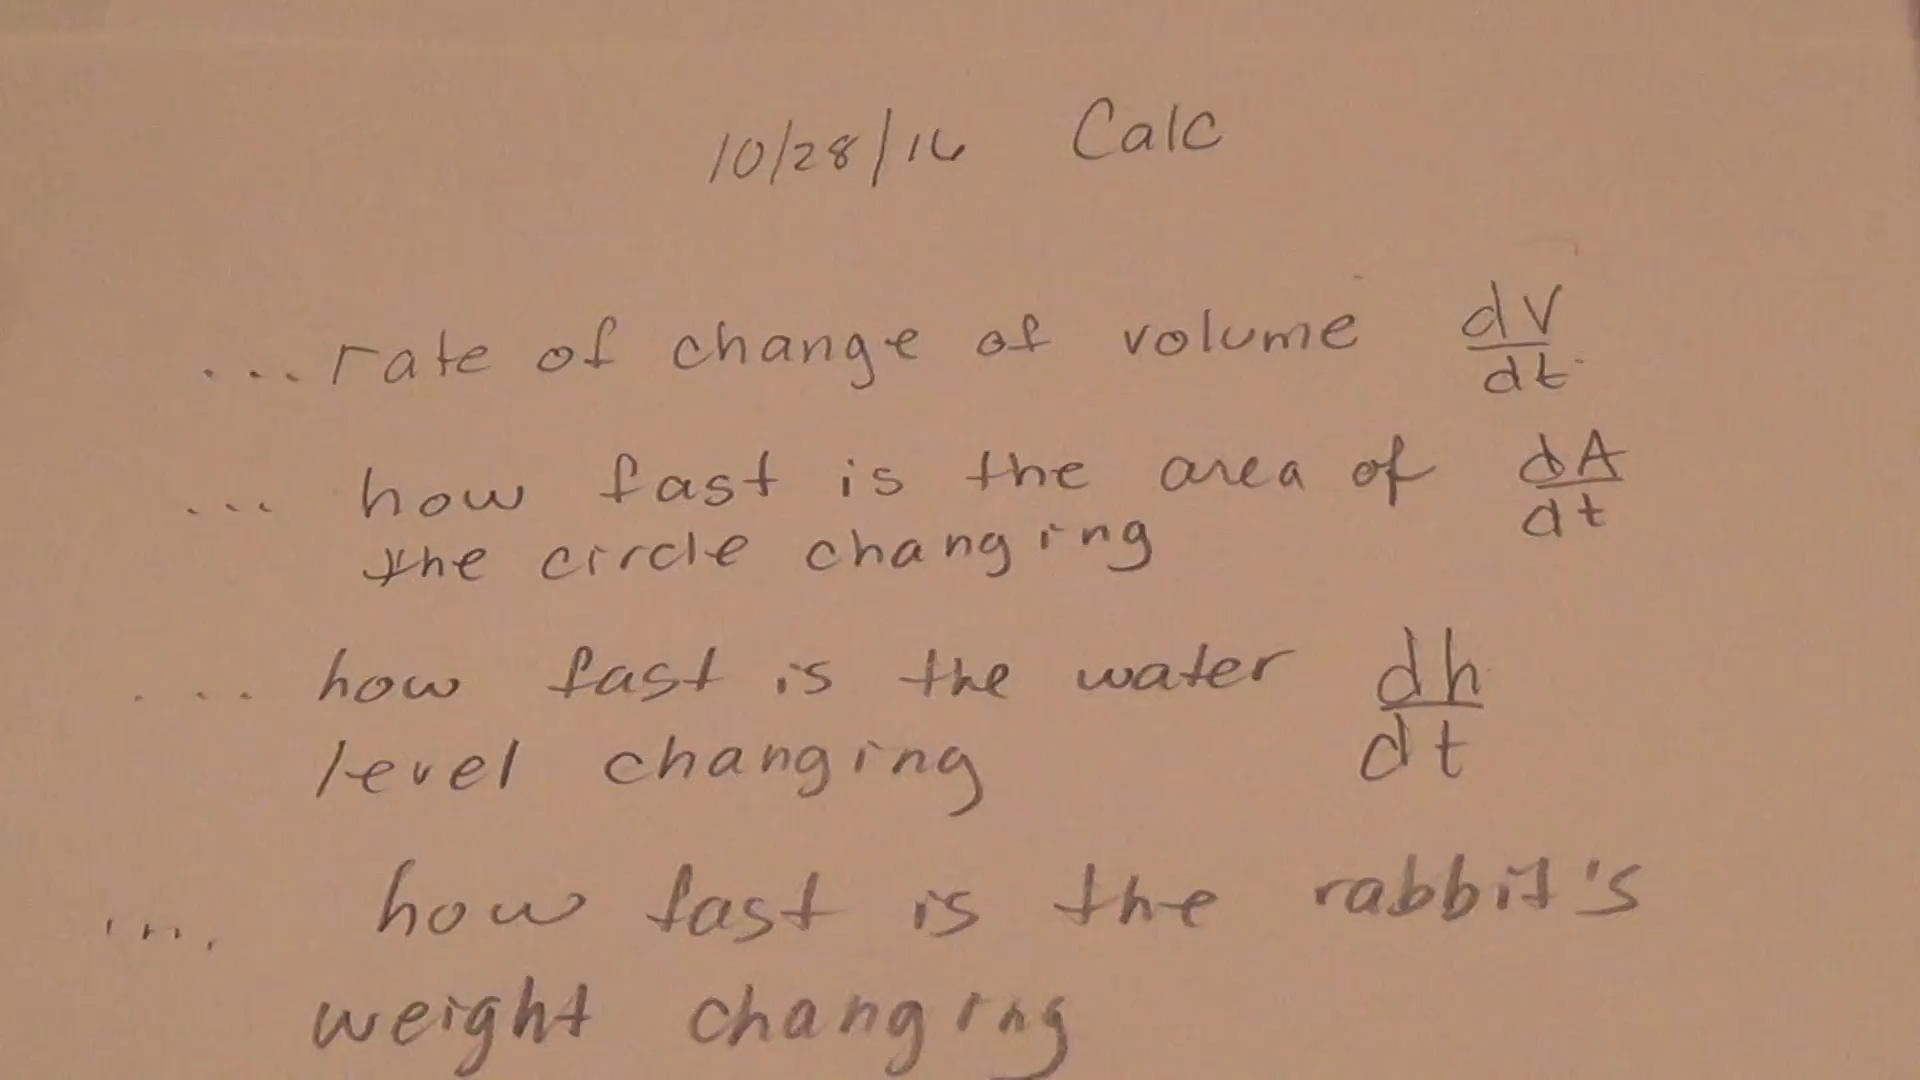 10/28/16 Calc
...rate of change of volume dV/dt
... how fast is the area of dA/dt
the circle changing
... how fast is the water dh/dt
level changing
.... how fast is the rabbit's
weight changing